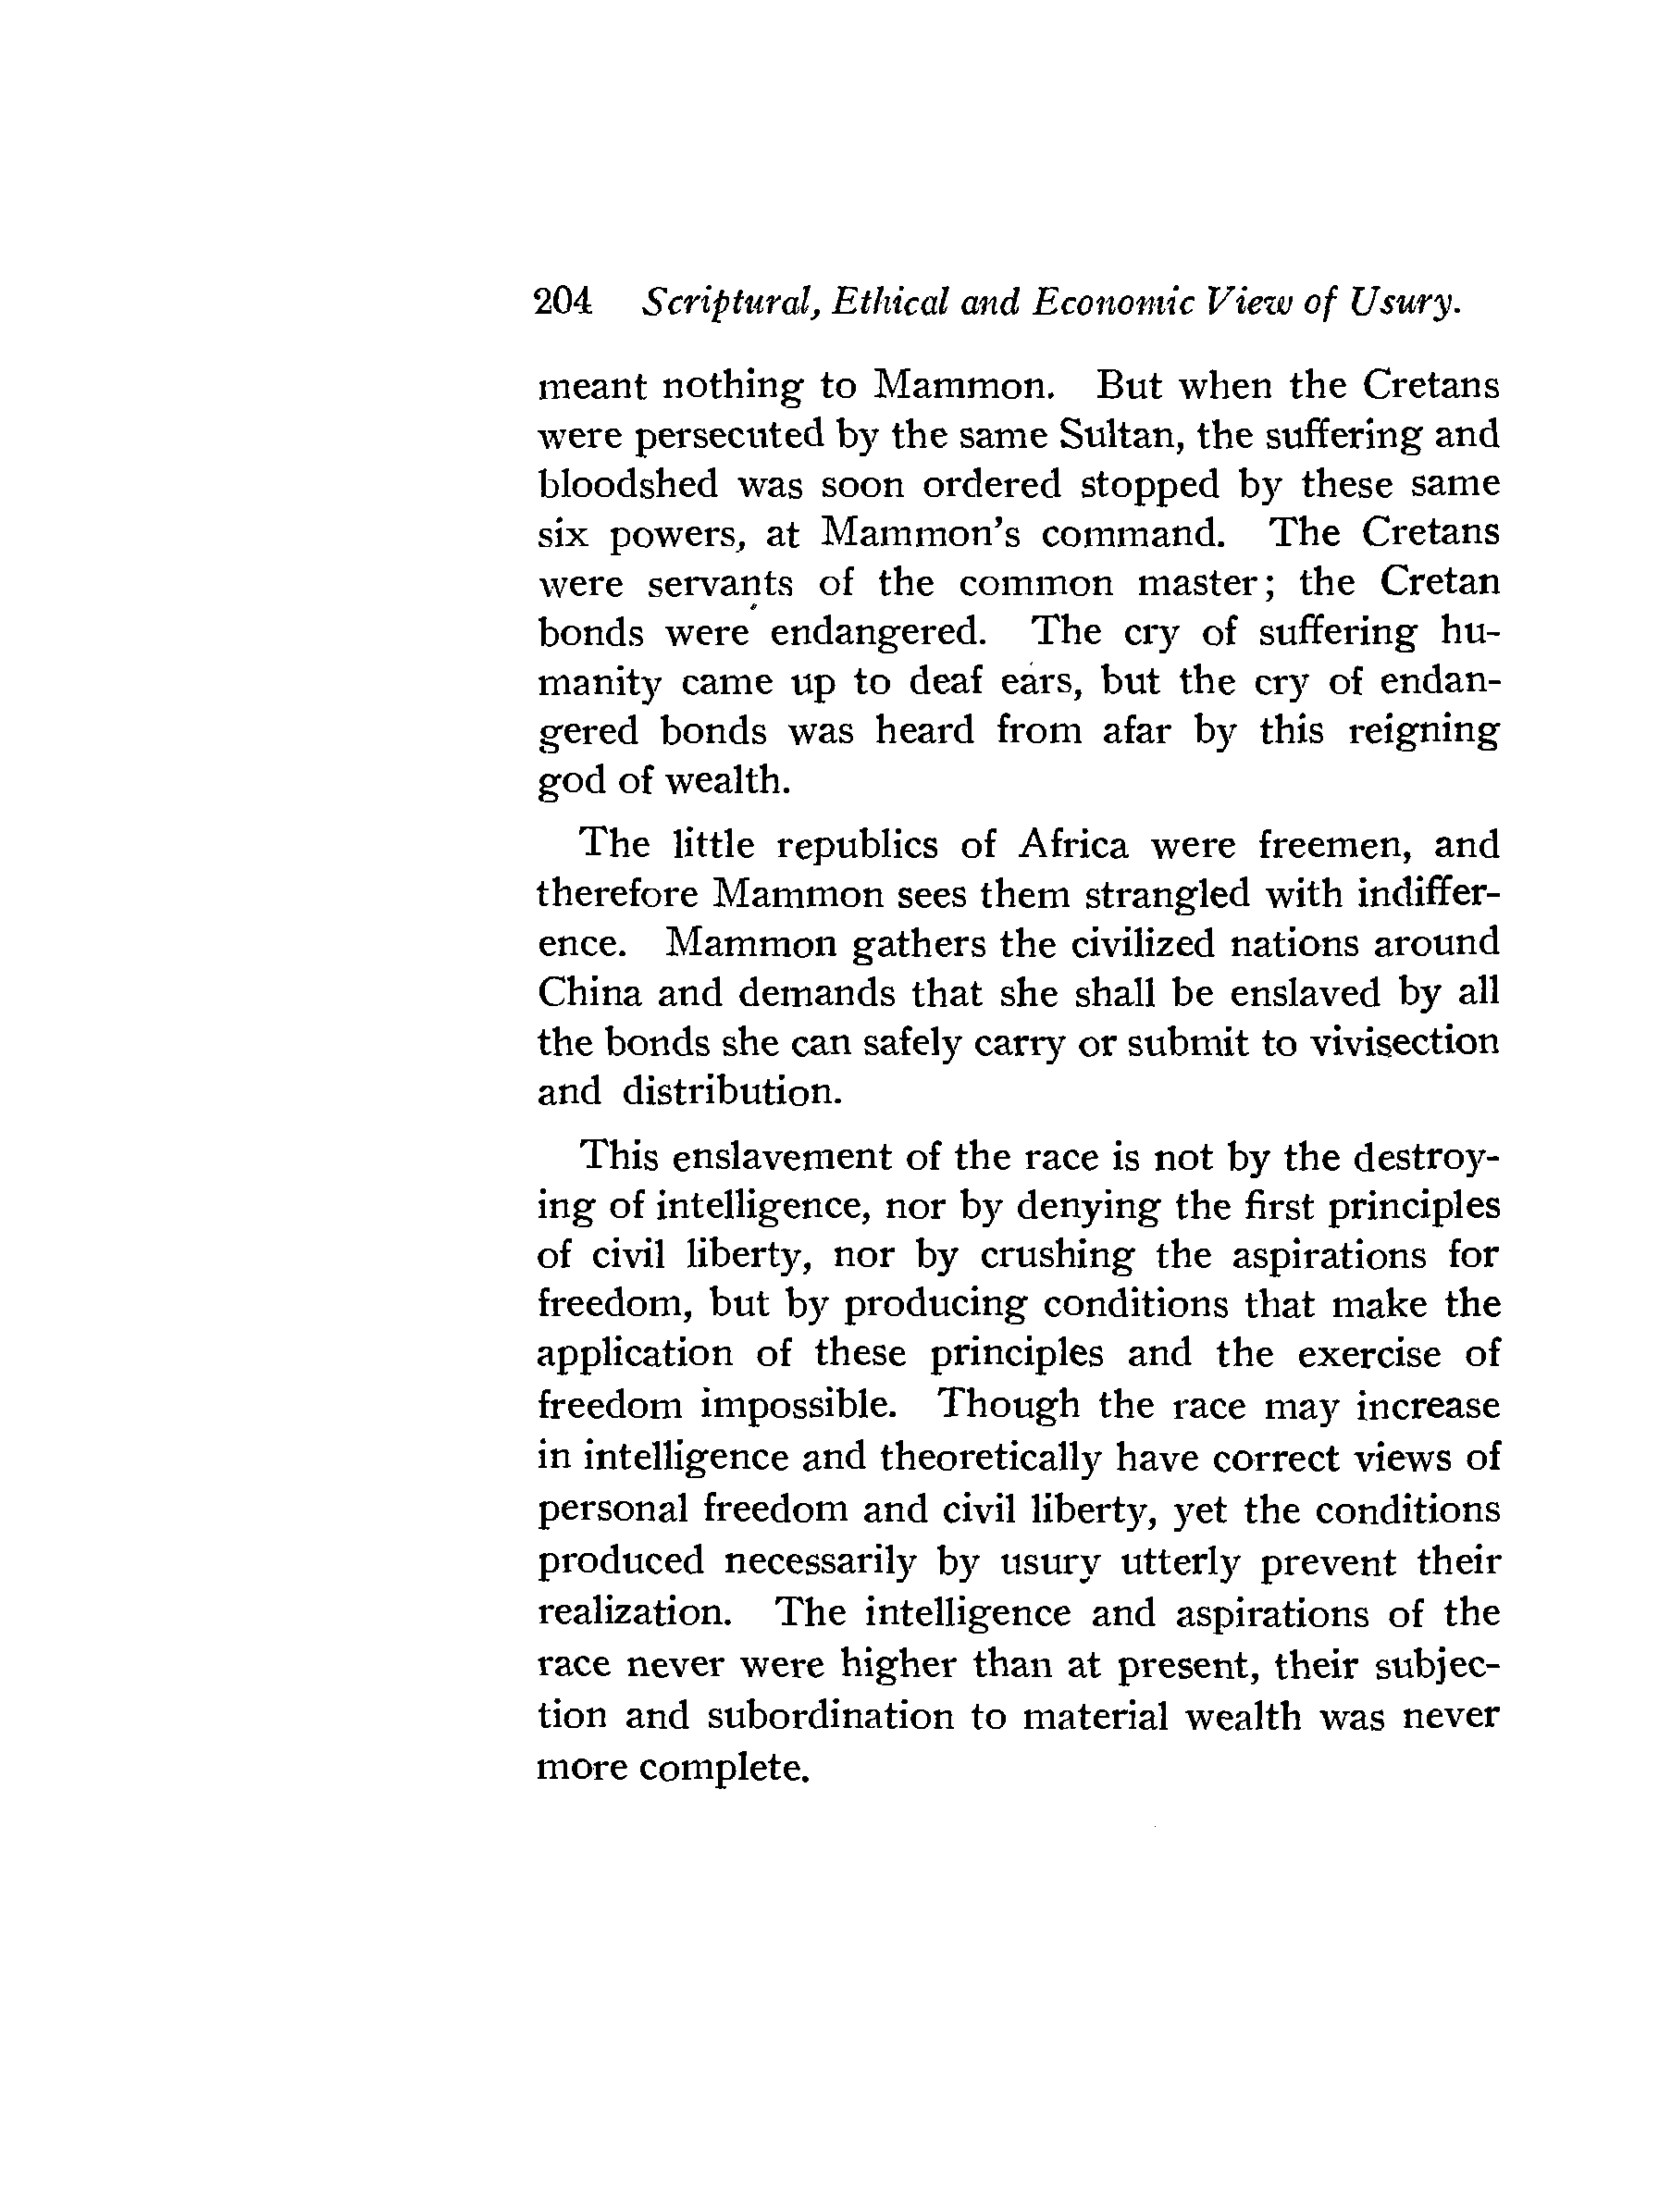 204 Scriptural, Ethical and Economic View of Usury.
meant nothing to Mammon. But when the Cretans
were persecuted by the same Sultan, the suffering and
bloodshed was soon ordered stopped by these same
six powers, at Mammon's command. The Cretans
were servants of the common master; the Cretan
bonds were endangered. The cry of suffering hu-
manity came up to deaf ears, but the cry of endan-
gered bonds was heard from afar by this reigning
god of wealth.
The little republics of Africa were freemen, and
therefore Mammon sees them strangled with indiffer-
ence. Mammon gathers the civilized nations around
China and demands that she shall be enslaved by all
the bonds she can safely carry or submit to vivisection
and distribution.
This enslavement of the race is not by the destroy-
ing of intelligence, nor by denying the first principles
of civil liberty, nor by crushing the aspirations for
freedom, but by producing conditions that make the
application of these principles and the exercise of
freedom impossible. Though the race may increase
in intelligence and theoretically have correct views of
personal freedom and civil liberty, yet the conditions
produced necessarily by usury utterly prevent their
realization. The intelligence and aspirations of the
race never were higher than at present, their subjec-
tion and subordination to material wealth was never
more complete.